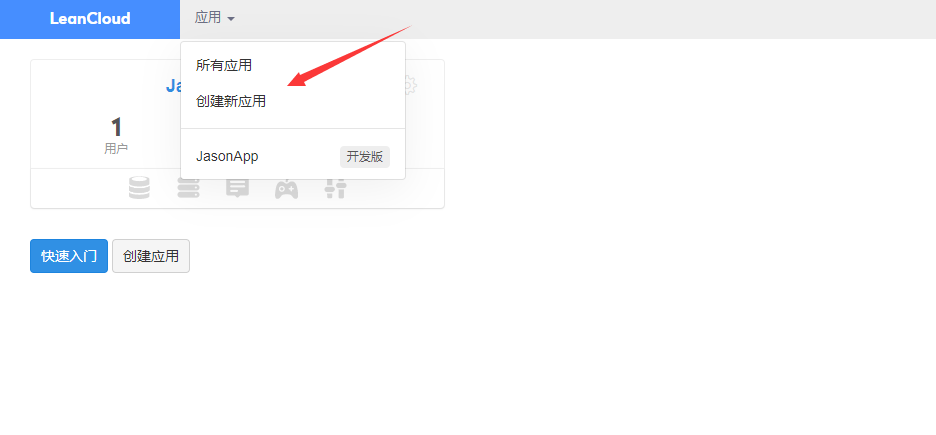 LeanCloud
应用
所有应用
创建新应用
JasonApp 开发版
Ja
1
用户
快速入门 创建应用